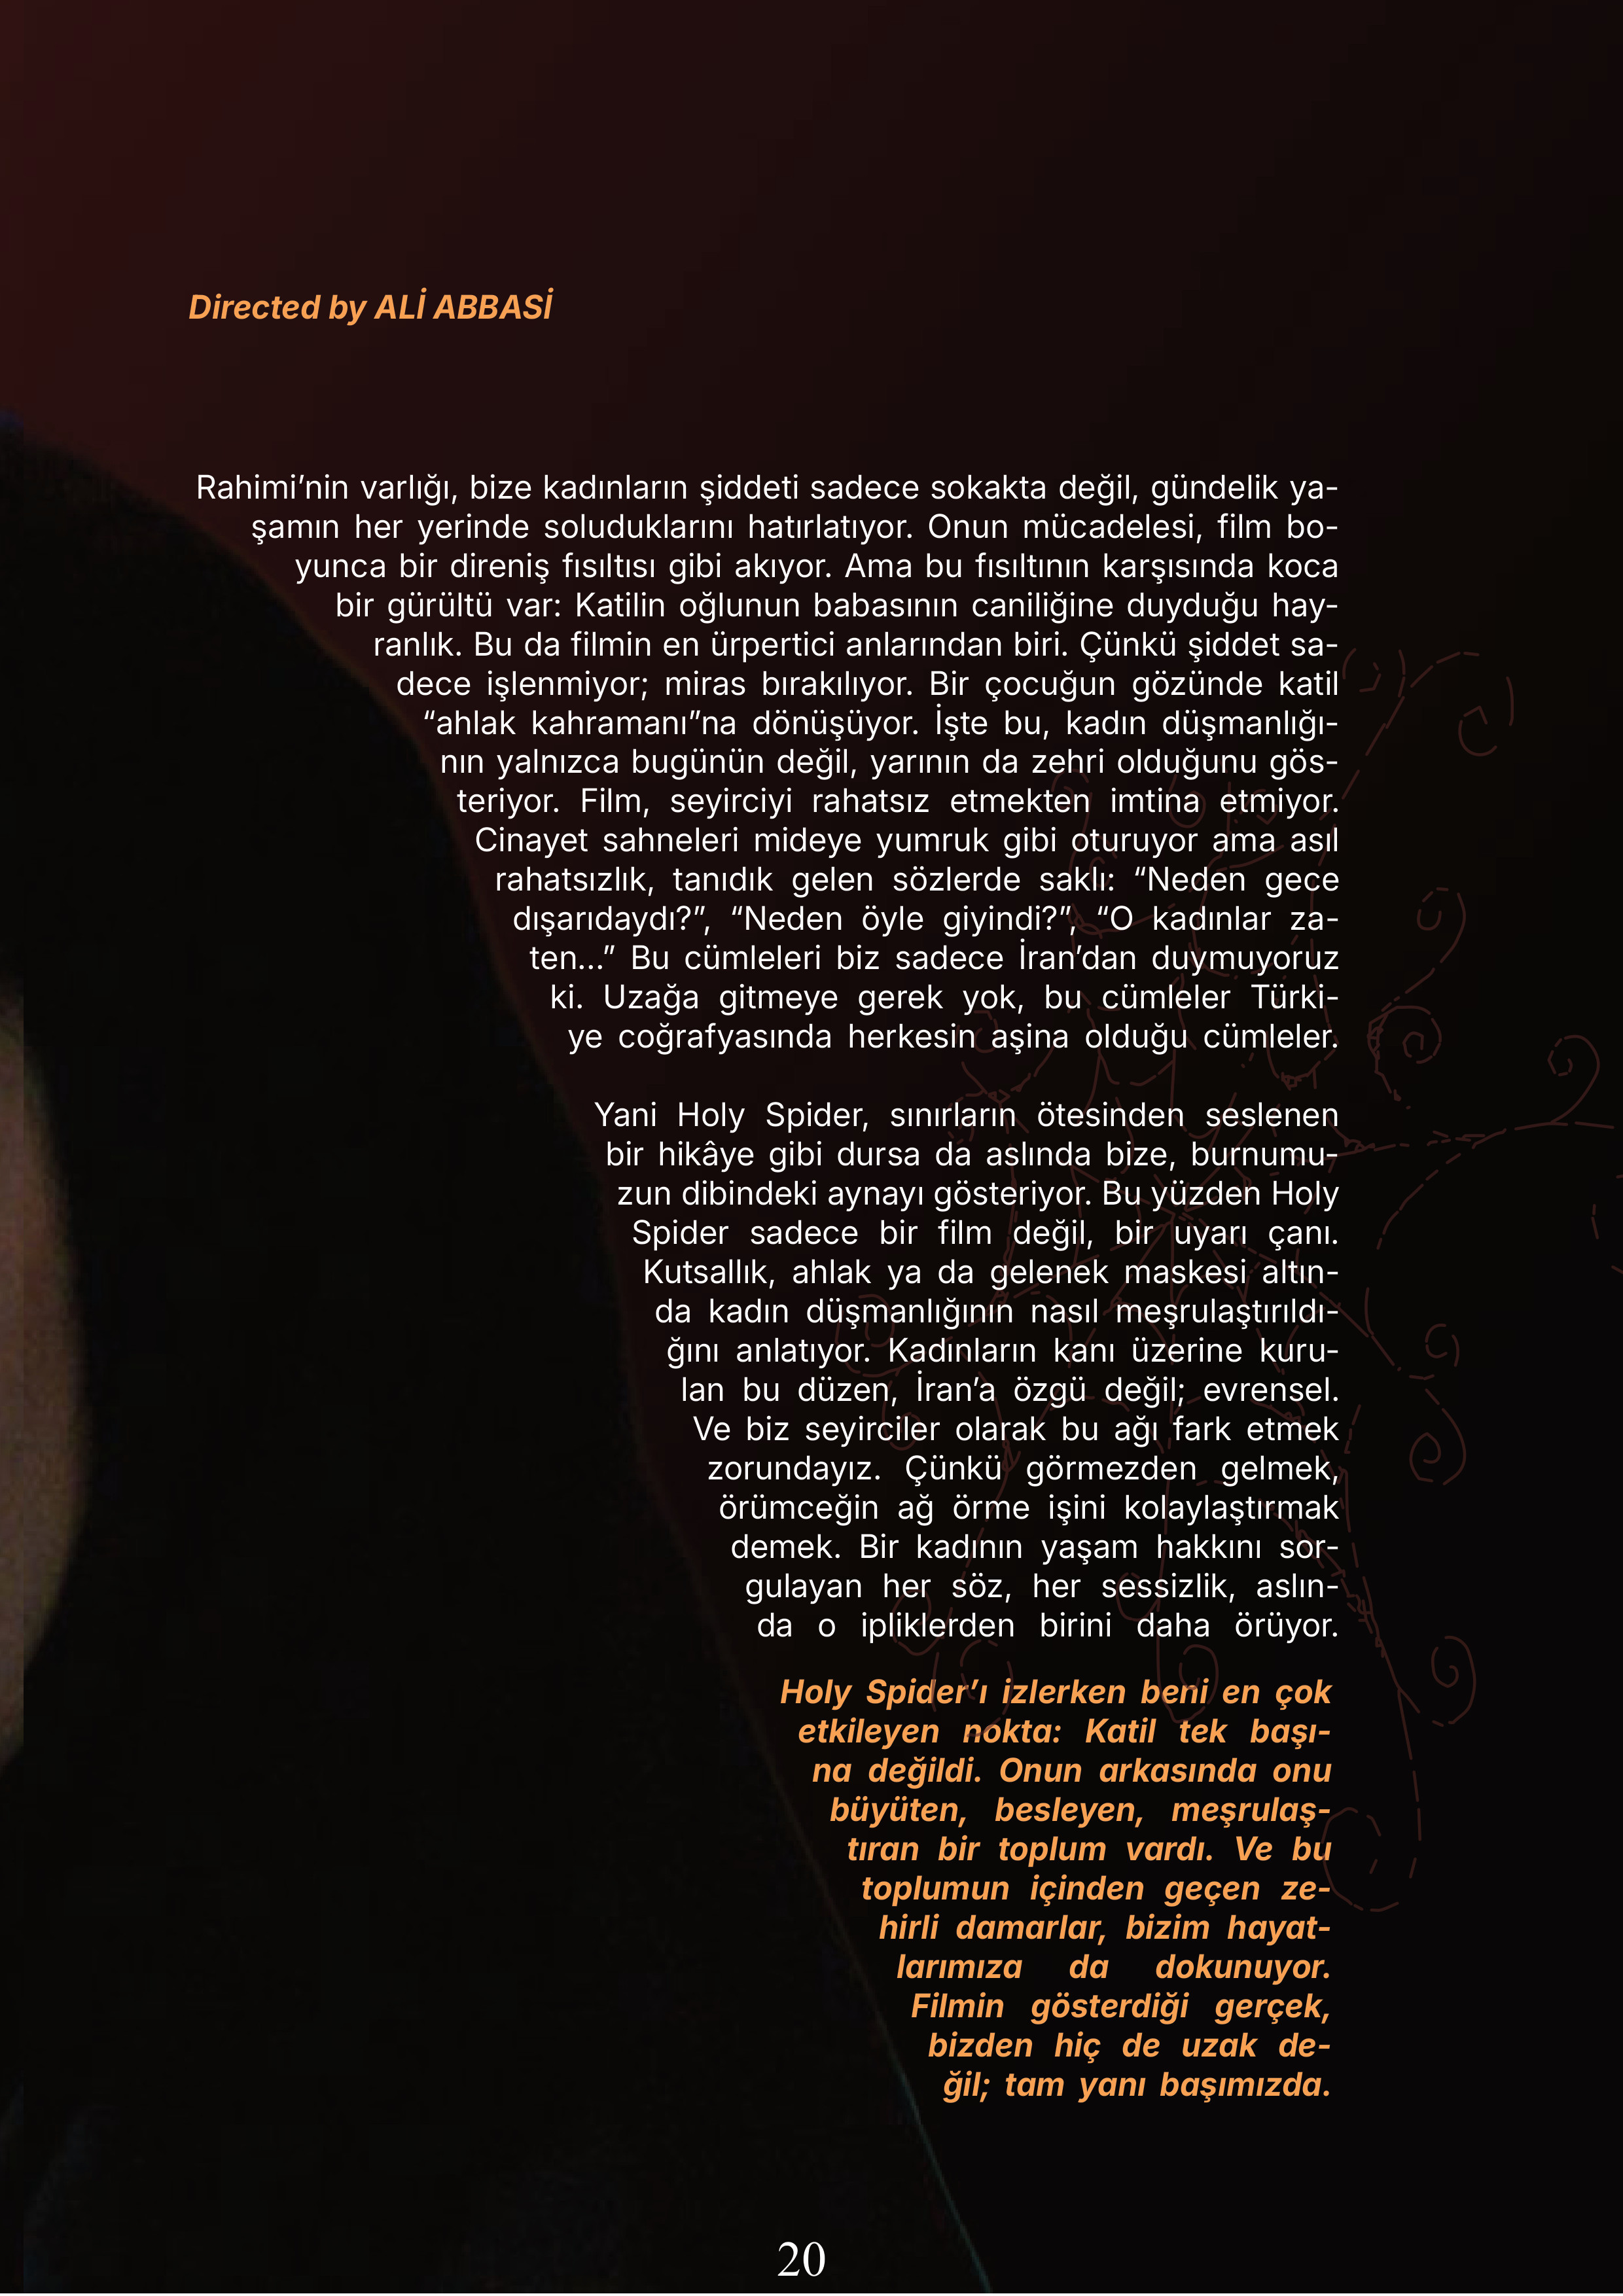 Directed by ALİ ABBASİ
Rahimi’nin varlığı, bize kadınların şiddeti sadece sokakta değil, gündelik ya-
şamın her yerinde soluduklarını hatırlatıyor. Onun mücadelesi, film bo-
yunca bir direniş fısıltısı gibi akıyor. Ama bu fısıltının karşısında koca
bir gürültü var: Katilin oğlunun babasının caniliğine duyduğu hay-
ranlık. Bu da filmin en ürpertici anlarından biri. Çünkü şiddet sa-
dece işlenmiyor; miras bırakılıyor. Bir çocuğun gözünde katil
“ahlak kahramanı”na dönüşüyor. İşte bu, kadın düşmanlığı-
nın yalnızca bugünün değil, yarının da zehri olduğunu gös-
teriyor. Film, seyirciyi rahatsız etmekten imtina etmiyor.
Cinayet sahneleri mideye yumruk gibi oturuyor ama asıl
rahatsızlık, tanıdık gelen sözlerde saklı: “Neden gece
dışarıdaydı?”, “Neden öyle giyindi?”, “O kadınlar za-
ten...” Bu cümleleri biz sadece İran’dan duymuyoruz
ki. Uzağa gitmeye gerek yok, bu cümleler Türki-
ye coğrafyasında herkesin aşina olduğu cümleler.
Yani Holy Spider, sınırların ötesinden seslenen
bir hikâye gibi dursa da aslında bize, burnumu-
zun dibindeki aynayı gösteriyor. Bu yüzden Holy
Spider sadece bir film değil, bir uyarı çanı.
Kutsallık, ahlak ya da gelenek maskesi altın-
da kadın düşmanlığının nasıl meşrulaştırıldı-
ğını anlatıyor. Kadınların kanı üzerine kuru-
lan bu düzen, İran’a özgü değil; evrensel.
Ve biz seyirciler olarak bu ağı fark etmek
zorundayız. Çünkü görmezden gelmek,
örümceğin ağ örme işini kolaylaştırmak
demek. Bir kadının yaşam hakkını sor-
gulayan her söz, her sessizlik, aslın-
da o ipliklerden birini daha örüyor.
Holy Spider’ı izlerken beni en çok
etkileyen nokta: Katil tek başı-
na değildi. Onun arkasında onu
büyüten, besleyen, meşrulaş-
tıran bir toplum vardı. Ve bu
toplumun içinden geçen ze-
hirli damarlar, bizim hayat-
larımıza da dokunuyor.
Filmin gösterdiği gerçek,
bizden hiç de uzak de-
ğil; tam yanı başımızda.
20